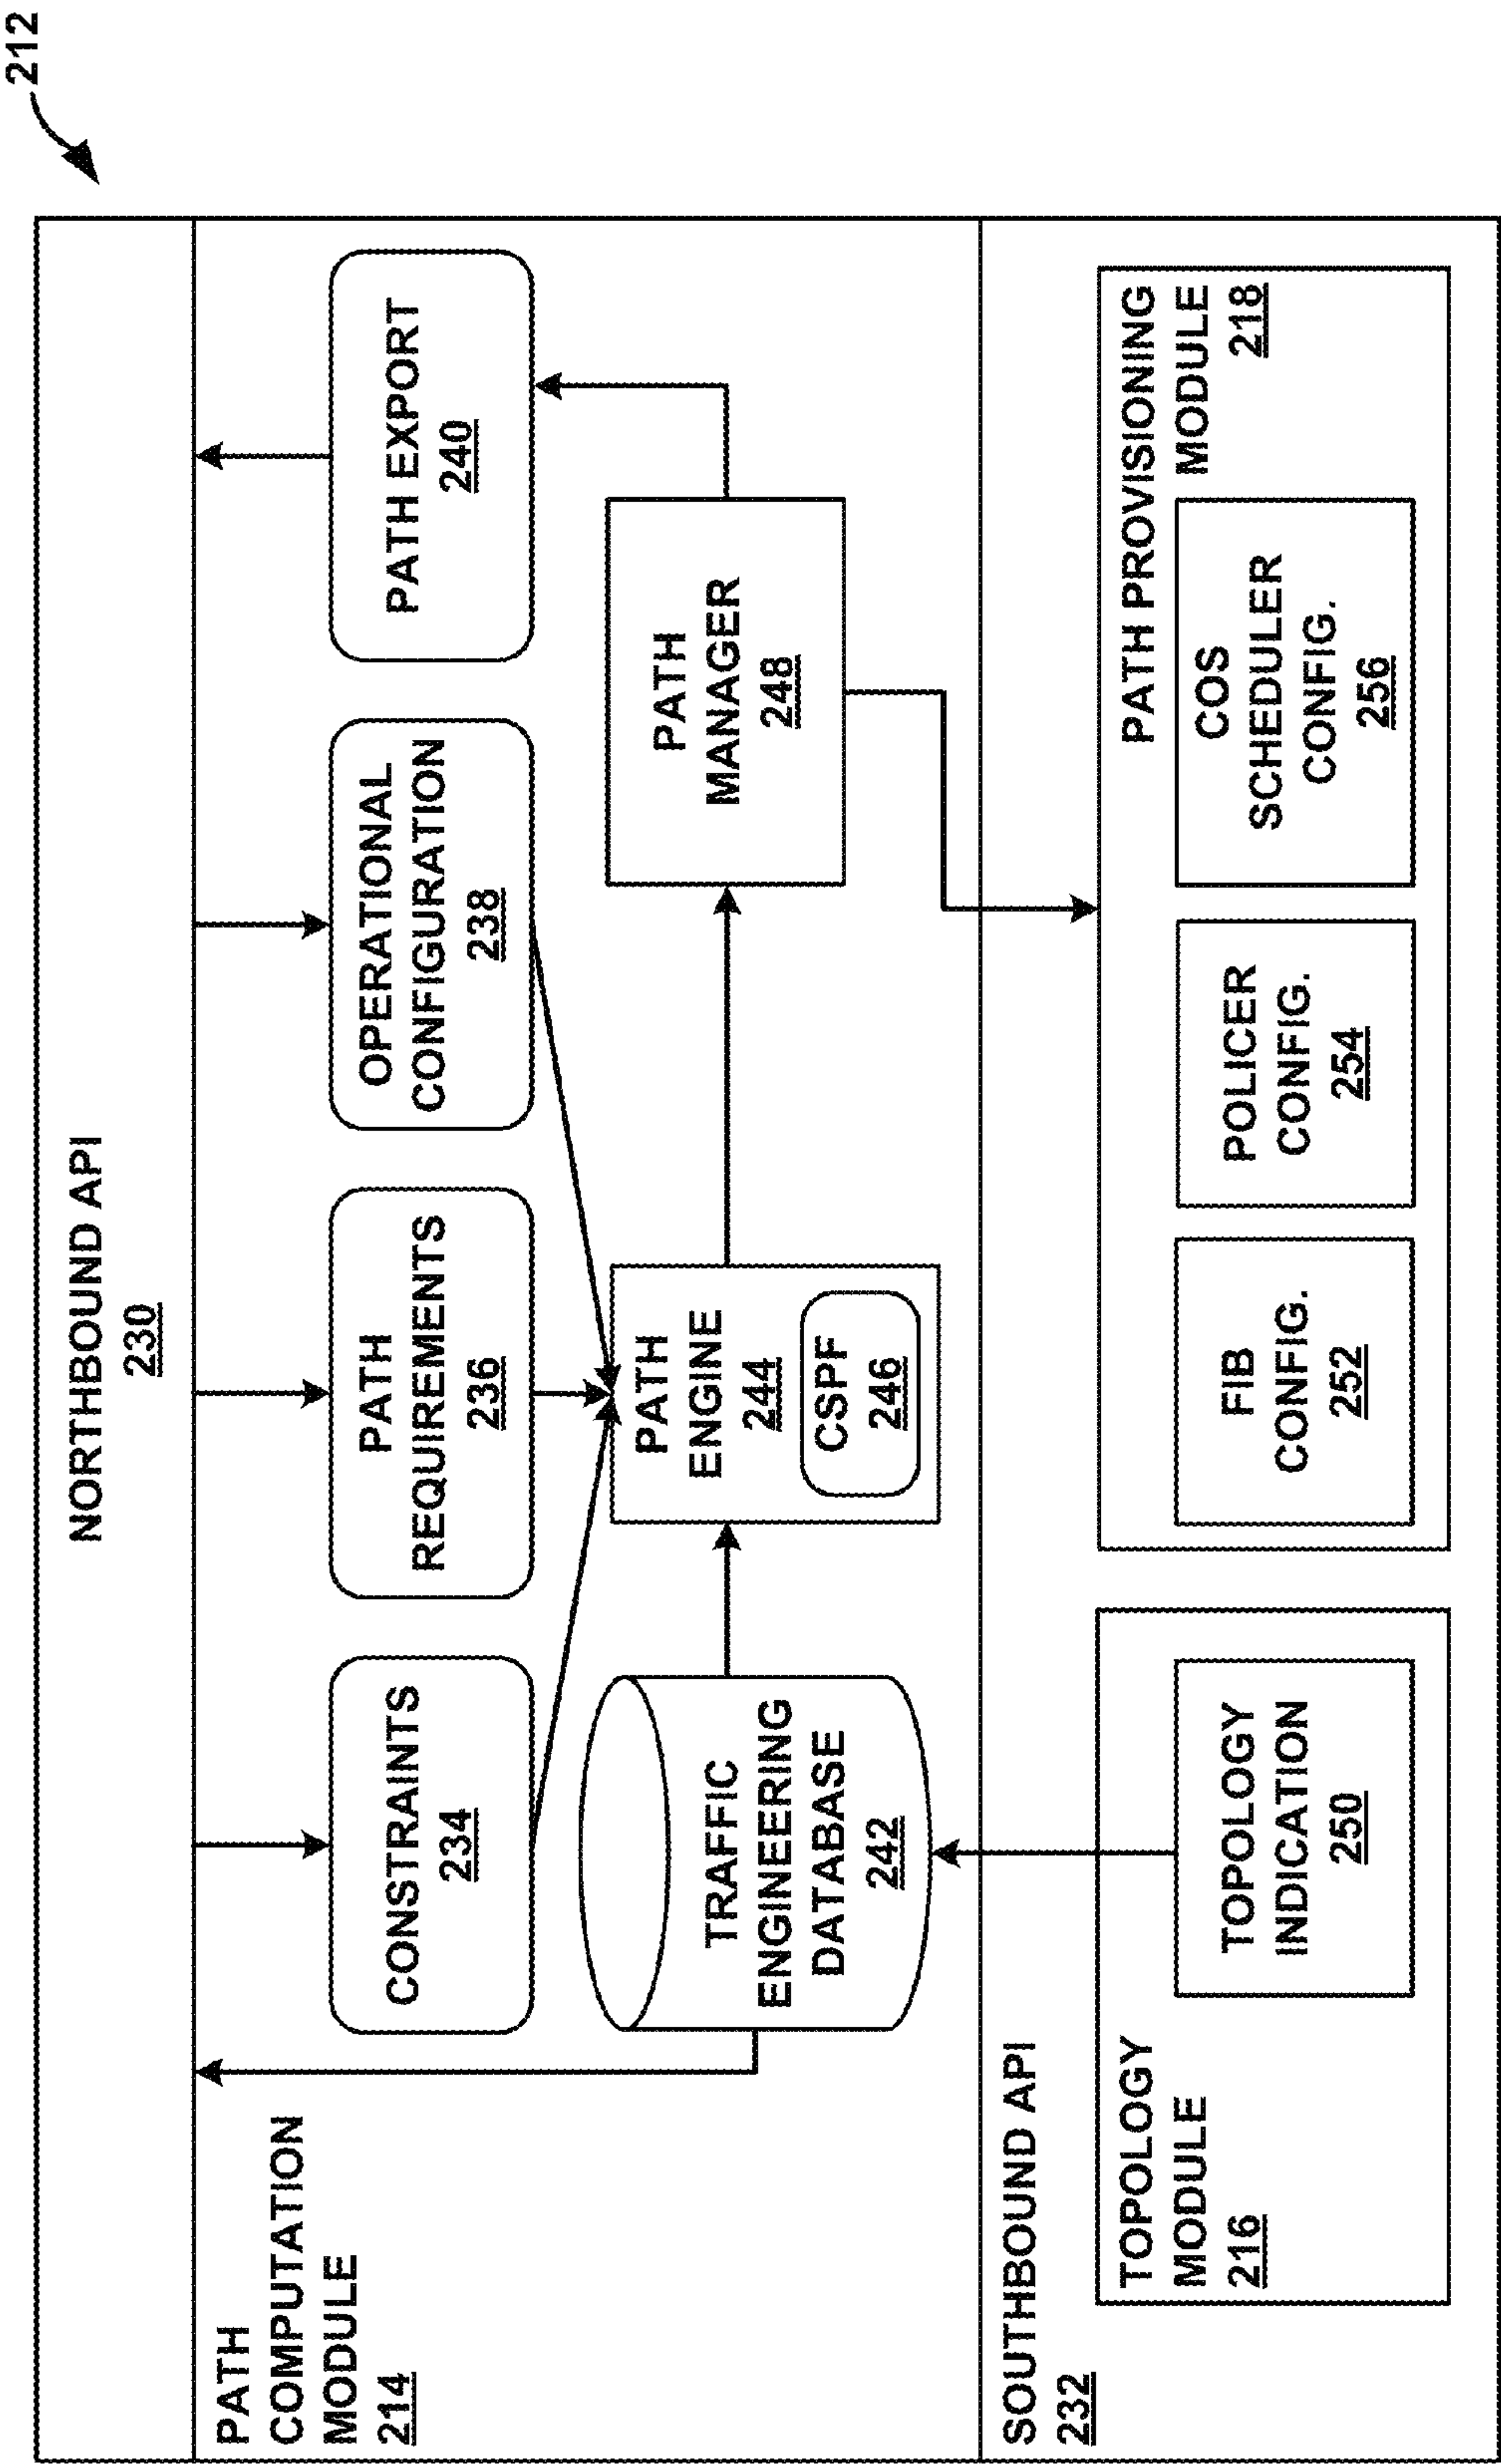 212
NORTHBOUND API
230
PATH
COMPUTATION
MODULE
214
CONSTRAINTS
234
PATH
REQUIREMENTS
236
OPERATIONAL
CONFIGURATION
238
PATH EXPORT
240
TRAFFIC
ENGINEERING
DATABASE
242
PATH
ENGINE
244
CSPF
246
PATH
MANAGER
248
SOUTHBOUND API
232
TOPOLOGY
MODULE
216
TOPOLOGY
INDICATION
250
PATH PROVISIONING
MODULE
218
FIB
CONFIG.
252
POLICER
CONFIG.
254
COS
SCHEDULER
CONFIG.
256